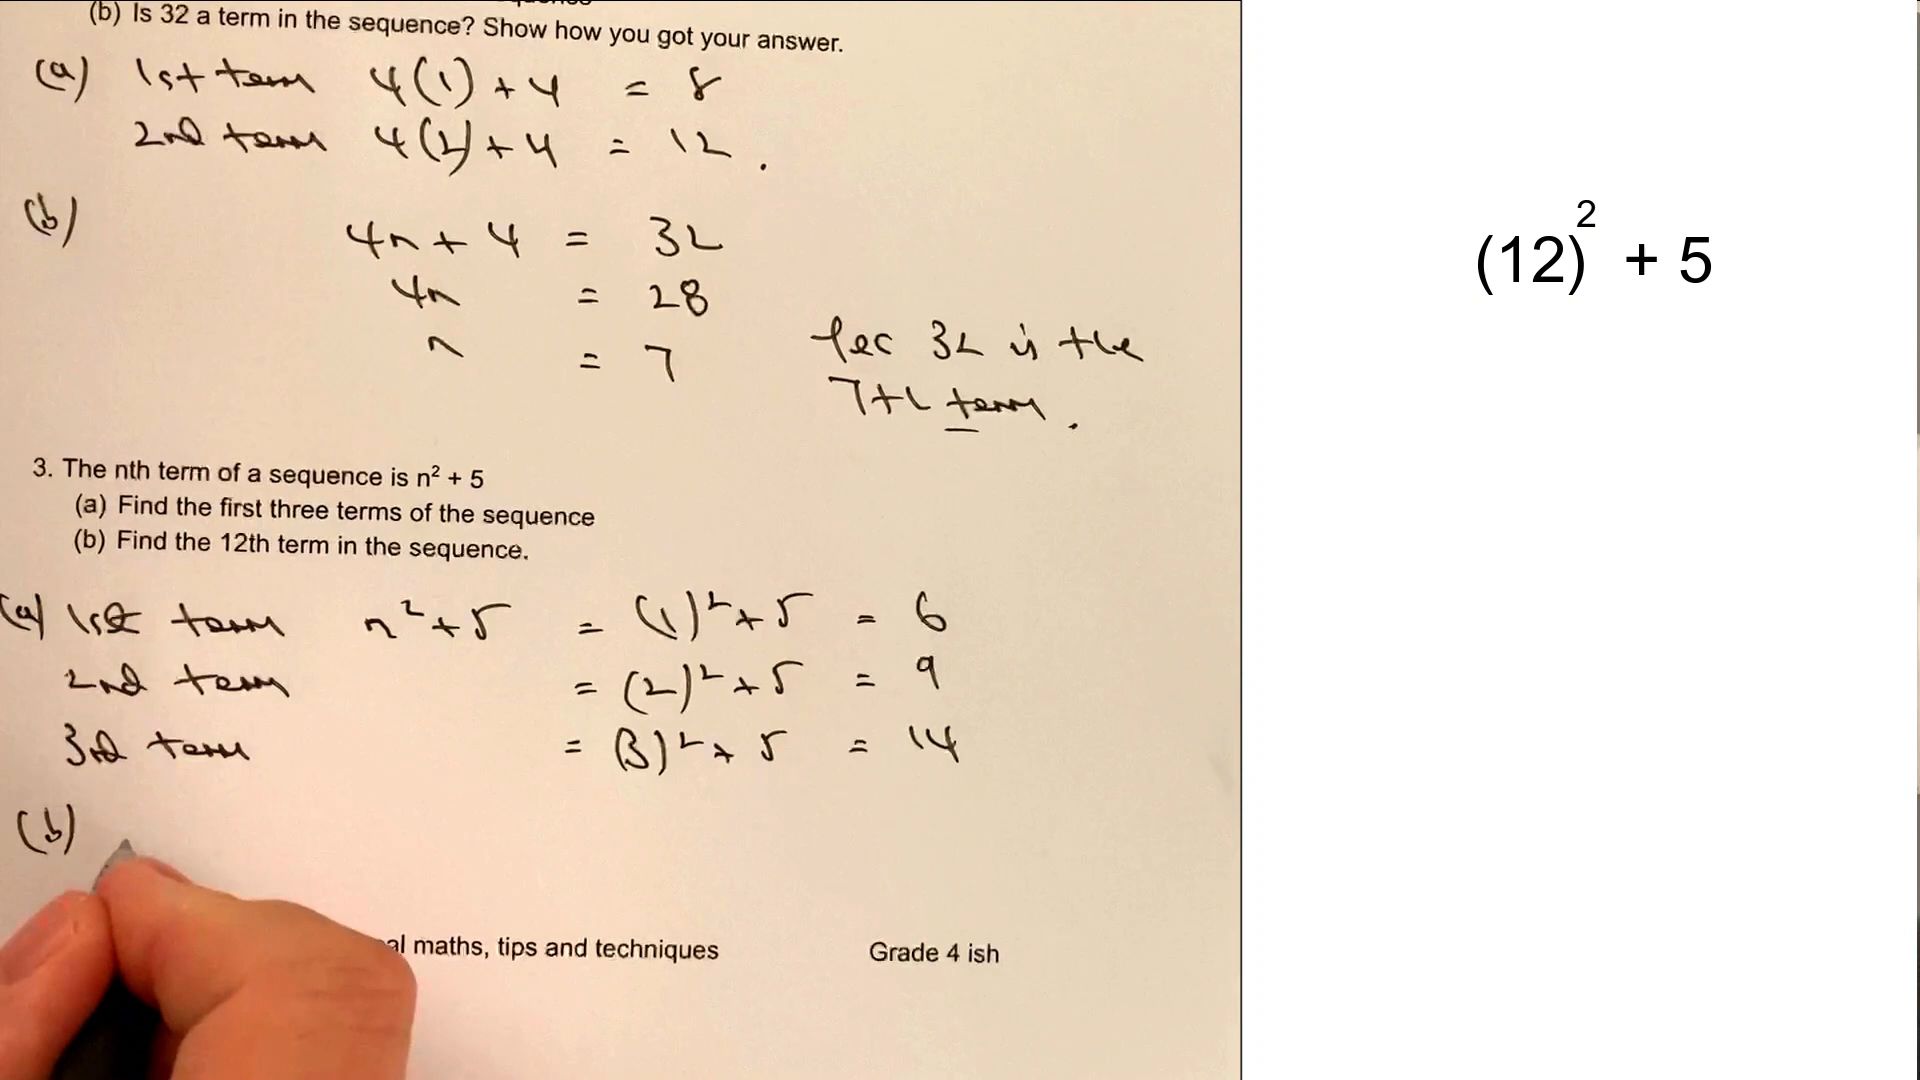 (b) Is 32 a term in the sequence? Show how you got your answer.
(a) 1st term 4(1) + 4 = 8
2nd term 4(2) + 4 = 12.
(b)
4n + 4 = 32
4n = 28
n = 7
Yes 32 is the
7th term.
3. The nth term of a sequence is n² + 5
(a) Find the first three terms of the sequence
(b) Find the 12th term in the sequence.
(a) 1st term n² + 5 = (1)² + 5 = 6
2nd term = (2)² + 5 = 9
3rd term = (3)² + 5 = 14
(b)
al maths, tips and techniques Grade 4 ish
(12)² + 5